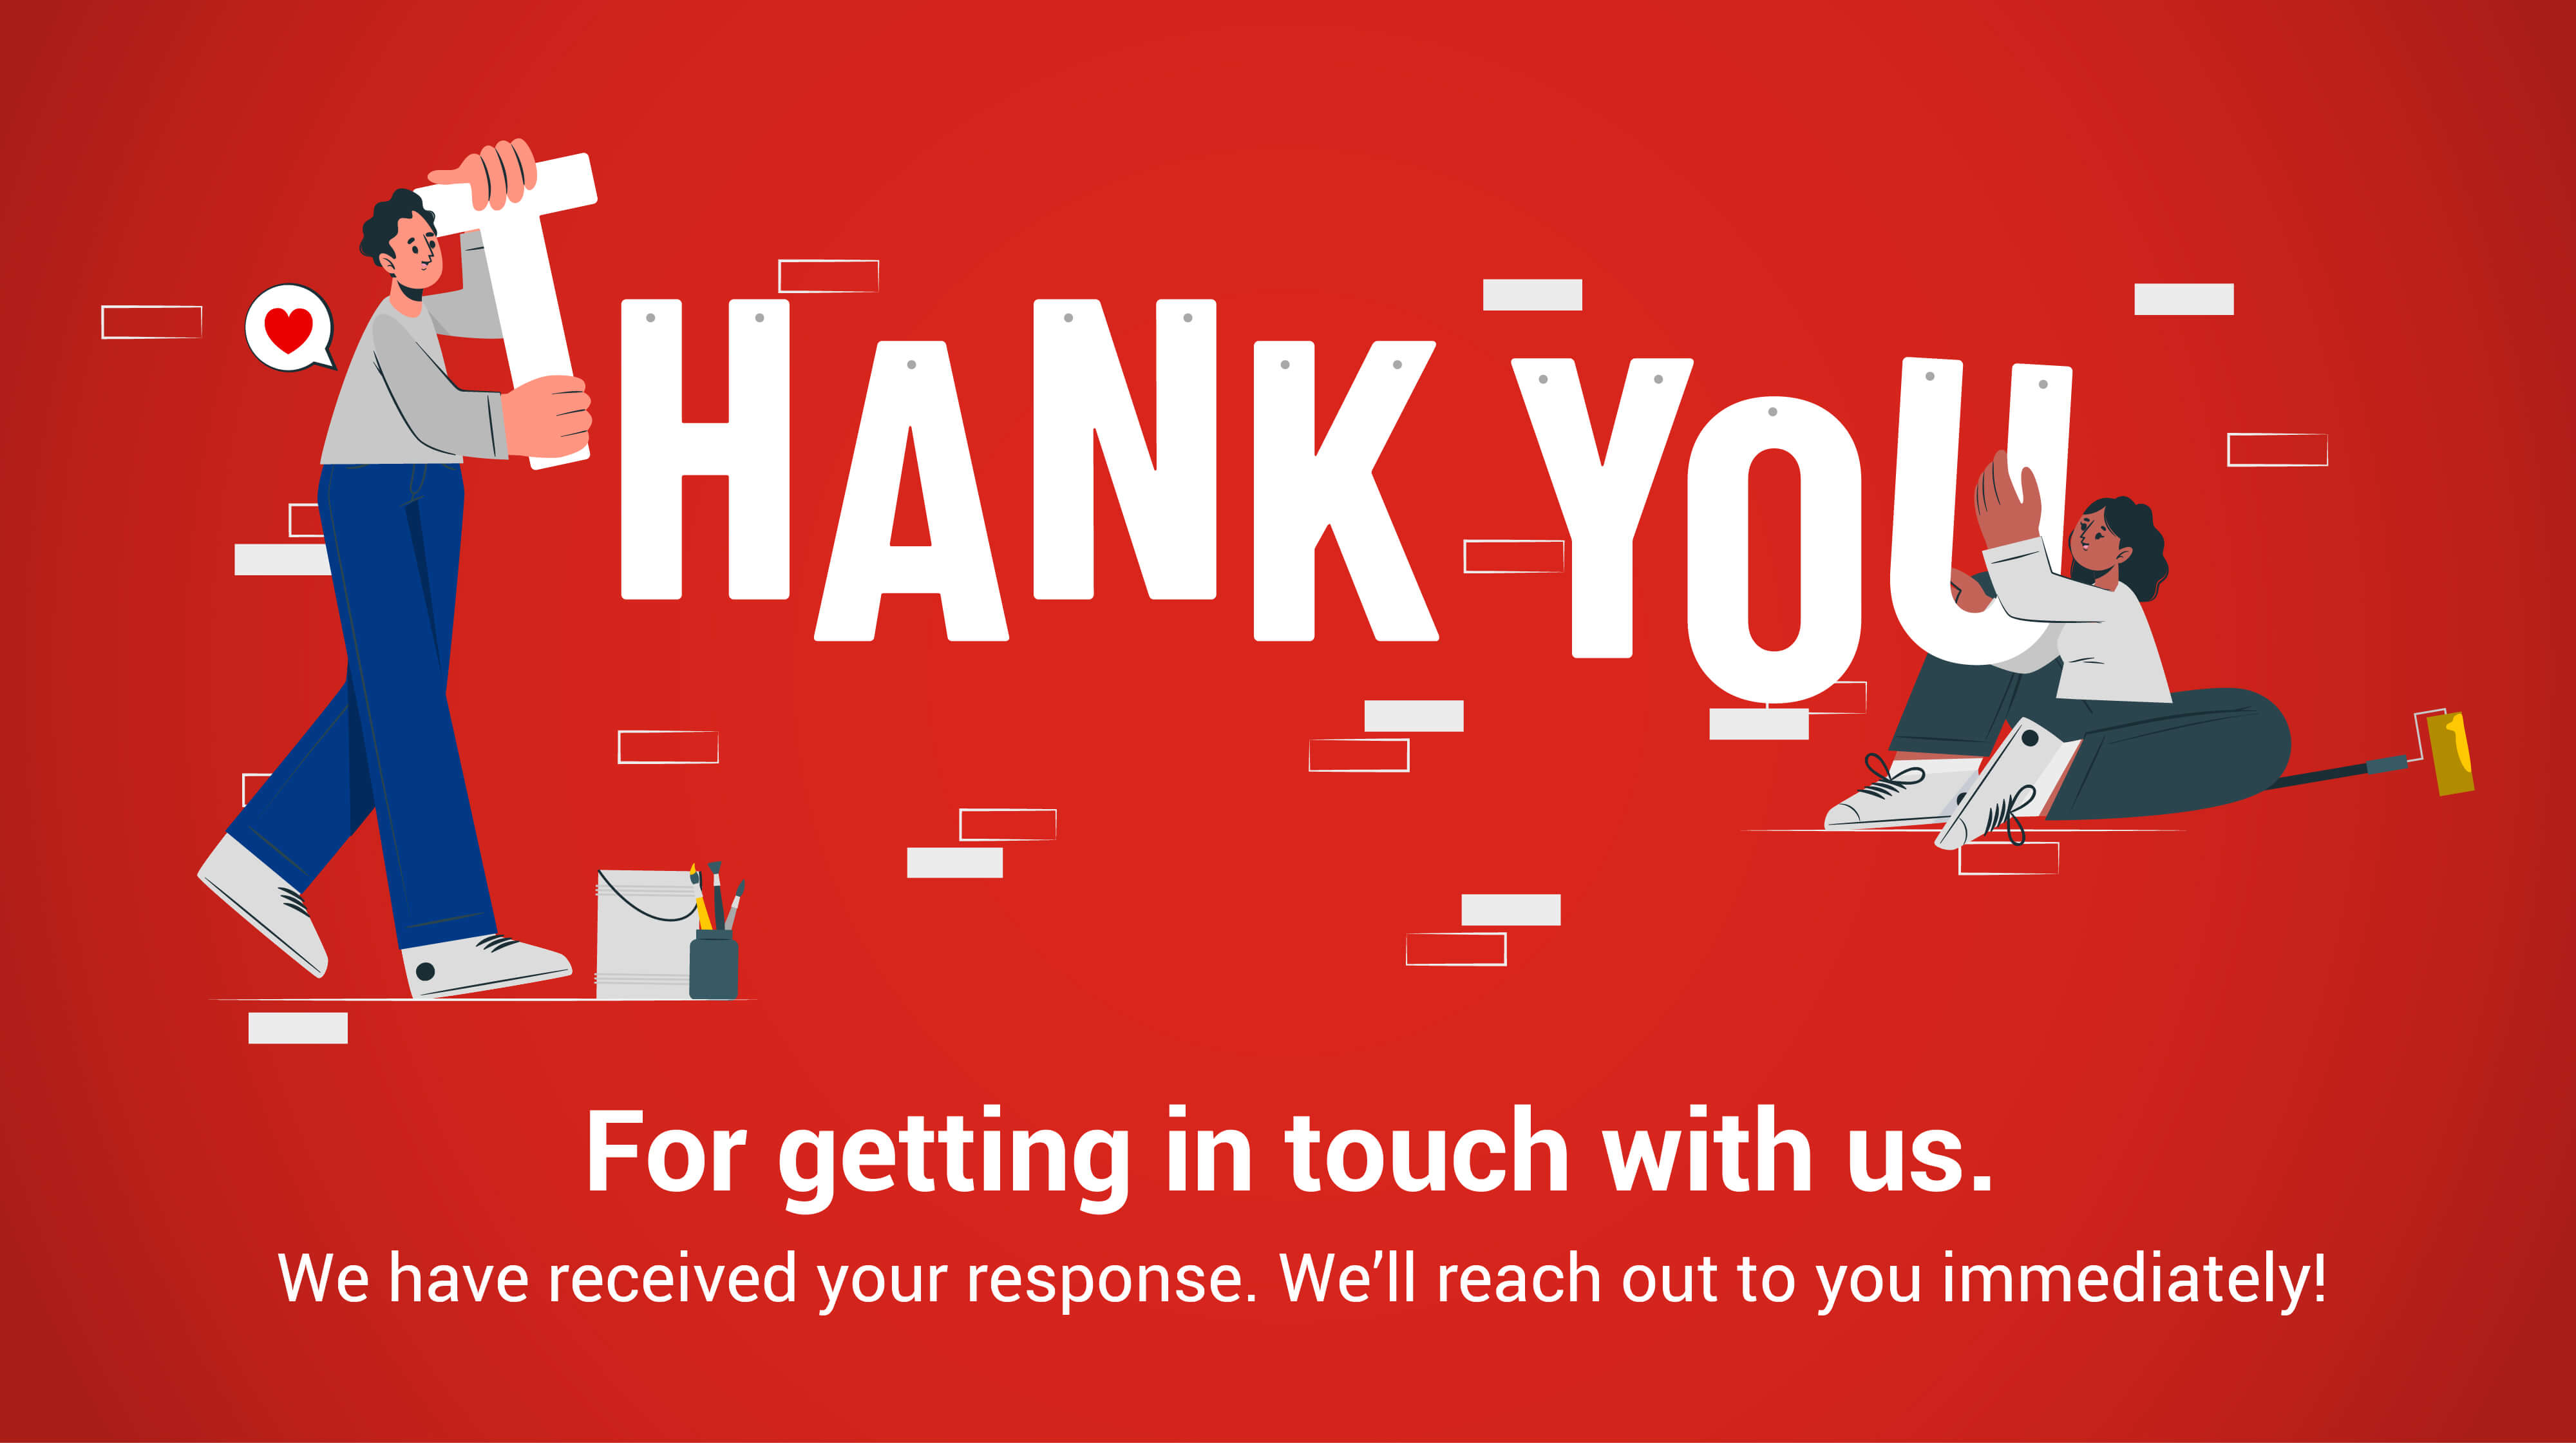 THANK YOU
For getting in touch with us.
We have received your response. We’ll reach out to you immediately!